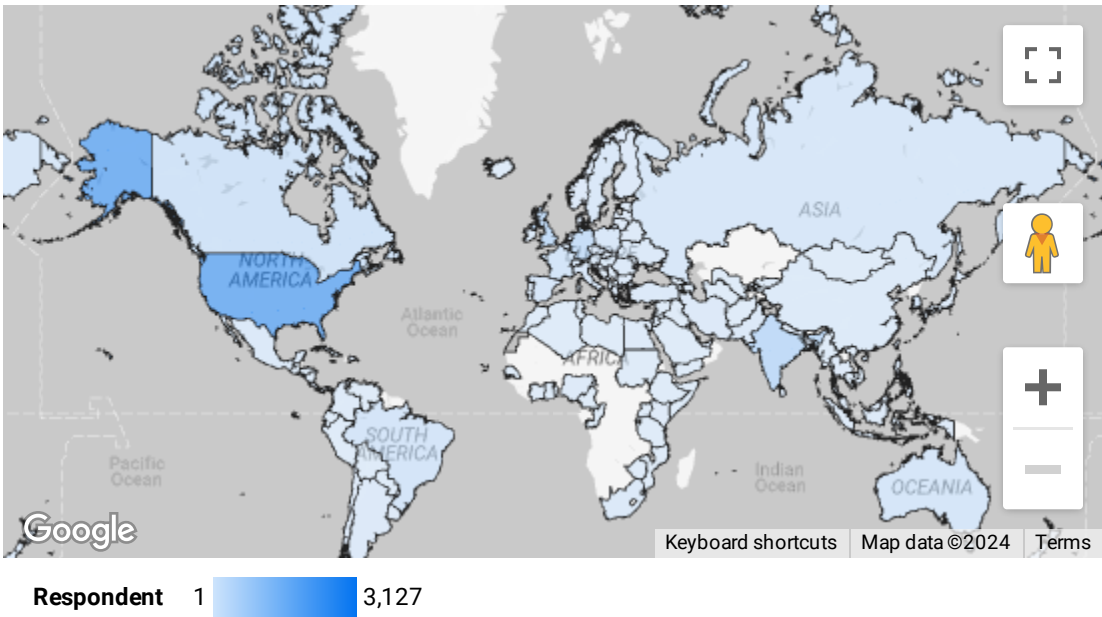 ASIA
NORTH
AMERICA
Atlantic
Ocean
AFRICA
SOUTH
AMERICA
Pacific
Ocean
Indian
Ocean
OCEANIA
Google
Keyboard shortcuts
Map data ©2024
Terms
Respondent 1 3,127